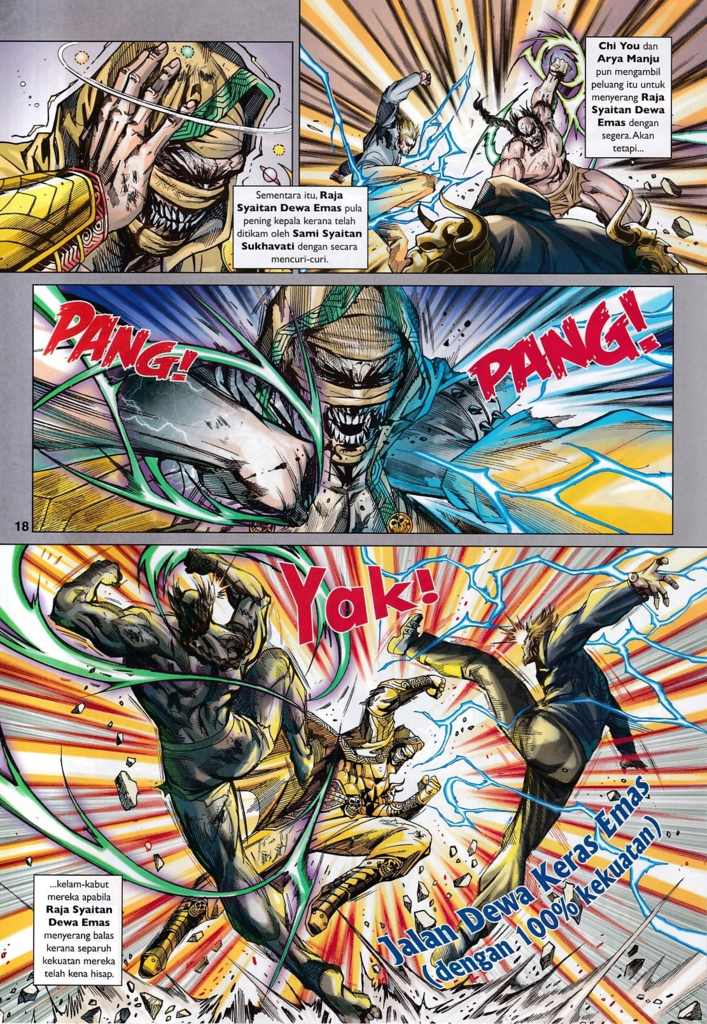 Sementara itu, Raja
Syaitan Dewa Emas pula
pening kepala kerana telah
ditikam oleh Sami Syaitan
Sukhavati dengan secara
mencuri-curi.
Chi You dan
Arya Manju
pun mengambil
peluang itu untuk
menyerang Raja
Syaitan Dewa
Emas dengan
segera. Akan
tetapi...
PANG!
PANG!
18
Yak!
...kelam-kabut
mereka apabila
Raja Syaitan
Dewa Emas
menyerang balas
kerana separuh
kekuatan mereka
telah kena hisap.
Jalan Dewa Keras Emas
(dengan 100% kekuatan)